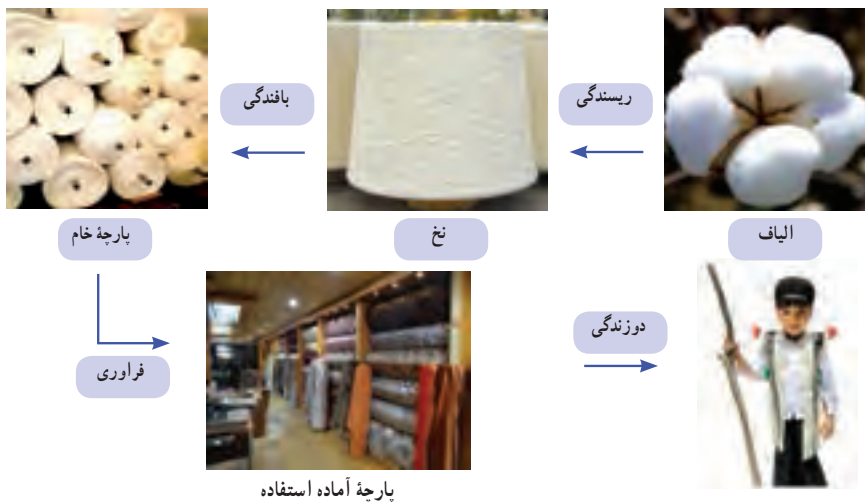 ریسندگی
بافندگی
الیاف
نخ
پارچهٔ خام
فراوری
دوزندگی
پارچهٔ آماده استفاده